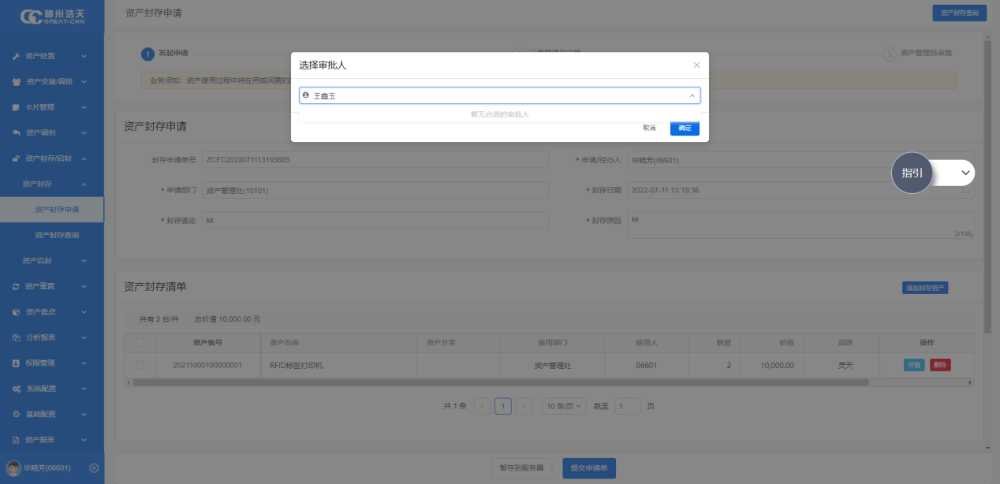 神州浩天
GREAT-CHN
资产处置
资产交接/调拨
卡片管理
资产调剂
资产封存/启封
资产封存
资产封存申请
资产封存查询
资产启封
资产重置
资产盘点
分析报表
权限管理
系统配置
基础配置
资产报表
毕晓芳(06601)
资产封存申请
资产封存查询
1 发起申请
3 资产管理员审批
业务须知：资产使用过程中将在用或闲置的
选择审批人
王鑫玉
暂无合适的审批人
取消 确定
指引
资产封存申请
封存申请单号 ZCFC2022071113193685
* 申请/经办人 毕晓芳(06601)
* 申请部门 资产管理处(10101)
* 封存日期 2022-07-11 13:19:36
* 封存鉴定 kk
* 封存原因 kk
2/100
资产封存清单
添加封存资产
共有 2 台/件 总价值 10,000.00 元
资产编号 资产名称 资产分类 使用部门 使用人 数量 价值 品牌 操作
20211000100000001 RFID标签打印机 资产管理处 06601 2 10,000.00 灵天 详情 删除
共 1 条 1 10 条/页 跳至 1 页
暂存到服务器 提交申请单